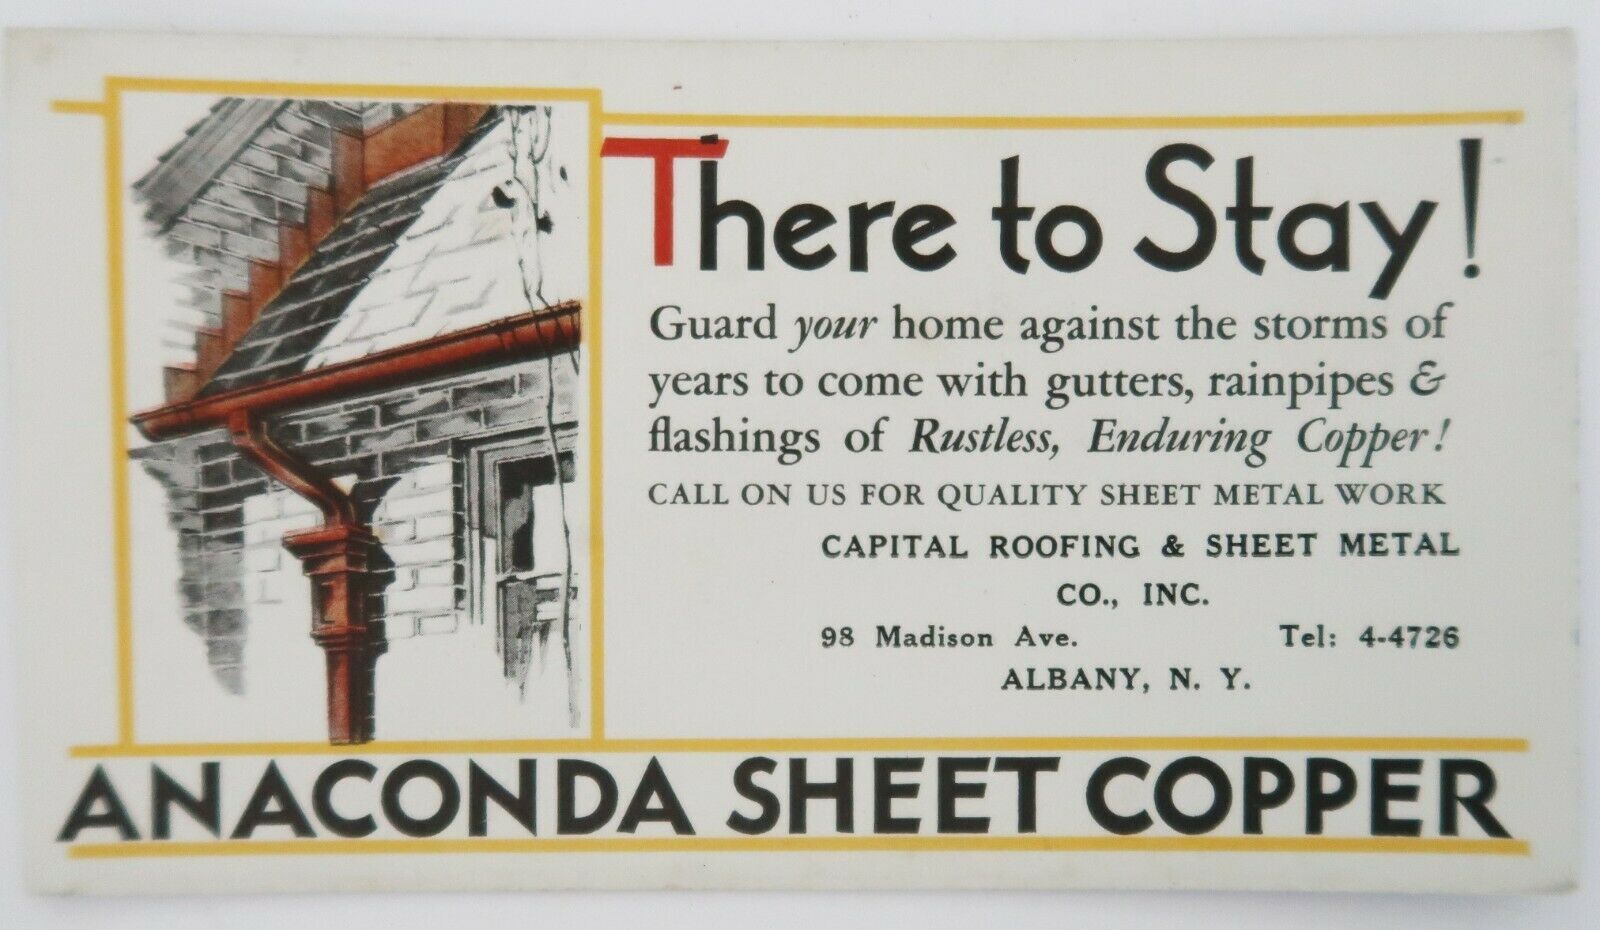 There to Stay!
Guard your home against the storms of
years to come with gutters, rainpipes &
flashings of Rustless, Enduring Copper!
CALL ON US FOR QUALITY SHEET METAL WORK
CAPITAL ROOFING & SHEET METAL
CO., INC.
98 Madison Ave. Tel: 4-4726
ALBANY, N. Y.
ANACONDA SHEET COPPER